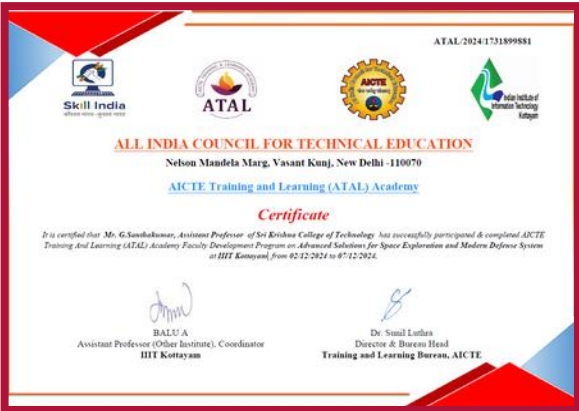 ATAL/2024/1731899881
Skill India
कौशल भारत - कुशल भारत
ATAL
AICTE
Indian Institute of
Information Technology
Kottayam
ALL INDIA COUNCIL FOR TECHNICAL EDUCATION
Nelson Mandela Marg, Vasant Kunj, New Delhi -110070
AICTE Training and Learning (ATAL) Academy
Certificate
It is certified that Mr. G.Santhakumar, Assistant Professor of Sri Krishna College of Technology has successfully participated & completed AICTE
Training And Learning (ATAL) Academy Faculty Development Program on Advanced Solutions for Space Exploration and Modern Defense System
at IIIT Kottayam from 02/12/2024 to 07/12/2024.
BALU A
Assistant Professor (Other Institute), Coordinator
IIIT Kottayam
Dr. Sunil Luthra
Director & Bureau Head
Training and Learning Bureau, AICTE